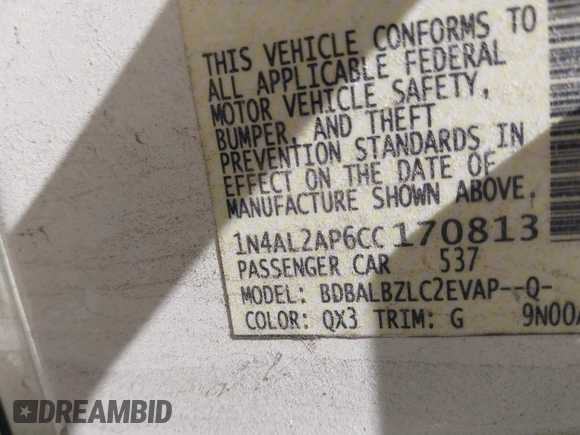 THIS VEHICLE CONFORMS TO
ALL APPLICABLE FEDERAL
MOTOR VEHICLE SAFETY,
BUMPER, AND THEFT
PREVENTION STANDARDS IN
EFFECT ON THE DATE OF
MANUFACTURE SHOWN ABOVE.
1N4AL2AP6CC170813
PASSENGER CAR 537
MODEL: BDBALBZLC2EVAP--Q-
COLOR: QX3 TRIM: G 9N00A
DREAMBID